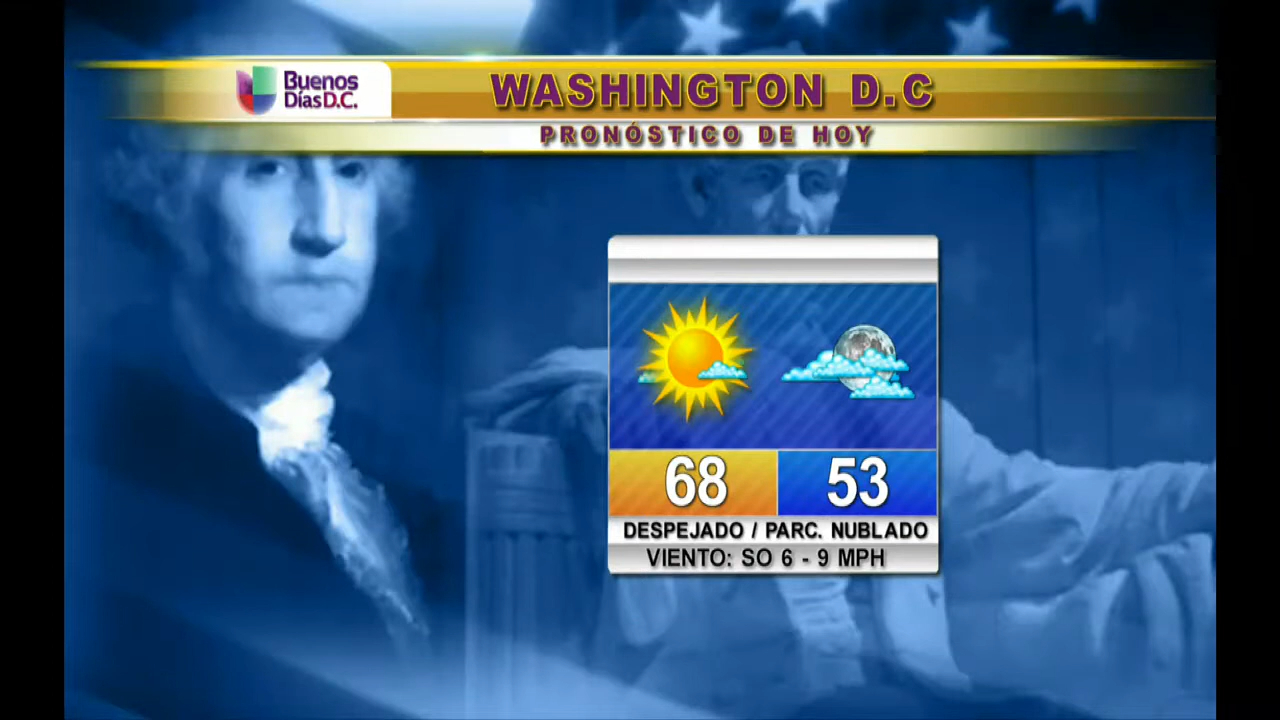 Buenos
Días D.C.
WASHINGTON D.C
PRONÓSTICO DE HOY
68 53
DESPEJADO / PARC. NUBLADO
VIENTO: SO 6 - 9 MPH